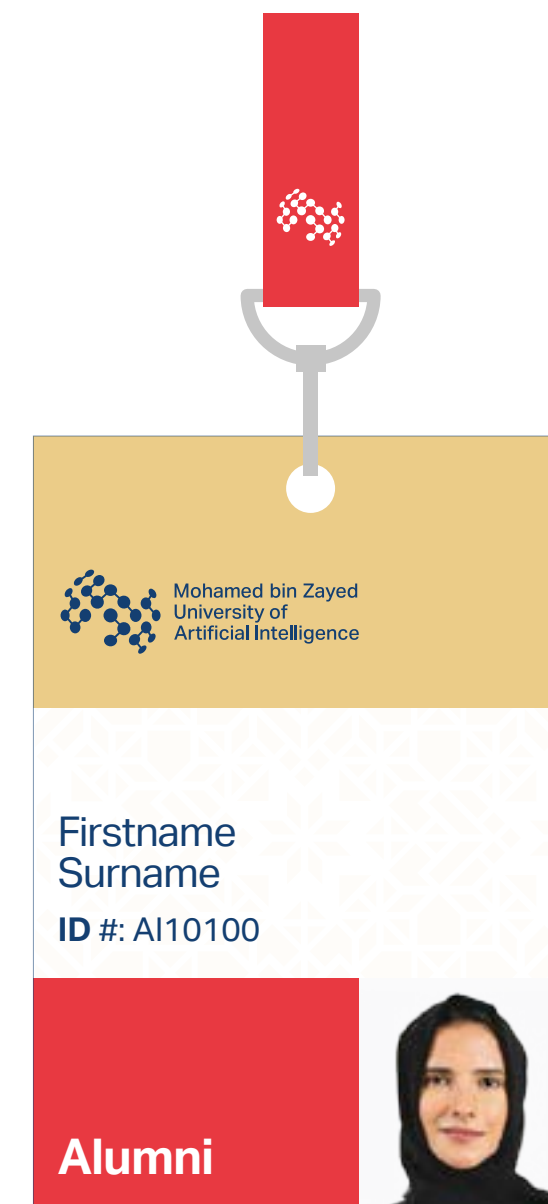 Mohamed bin Zayed
University of
Artificial Intelligence
Firstname
Surname
ID #: AI10100
Alumni